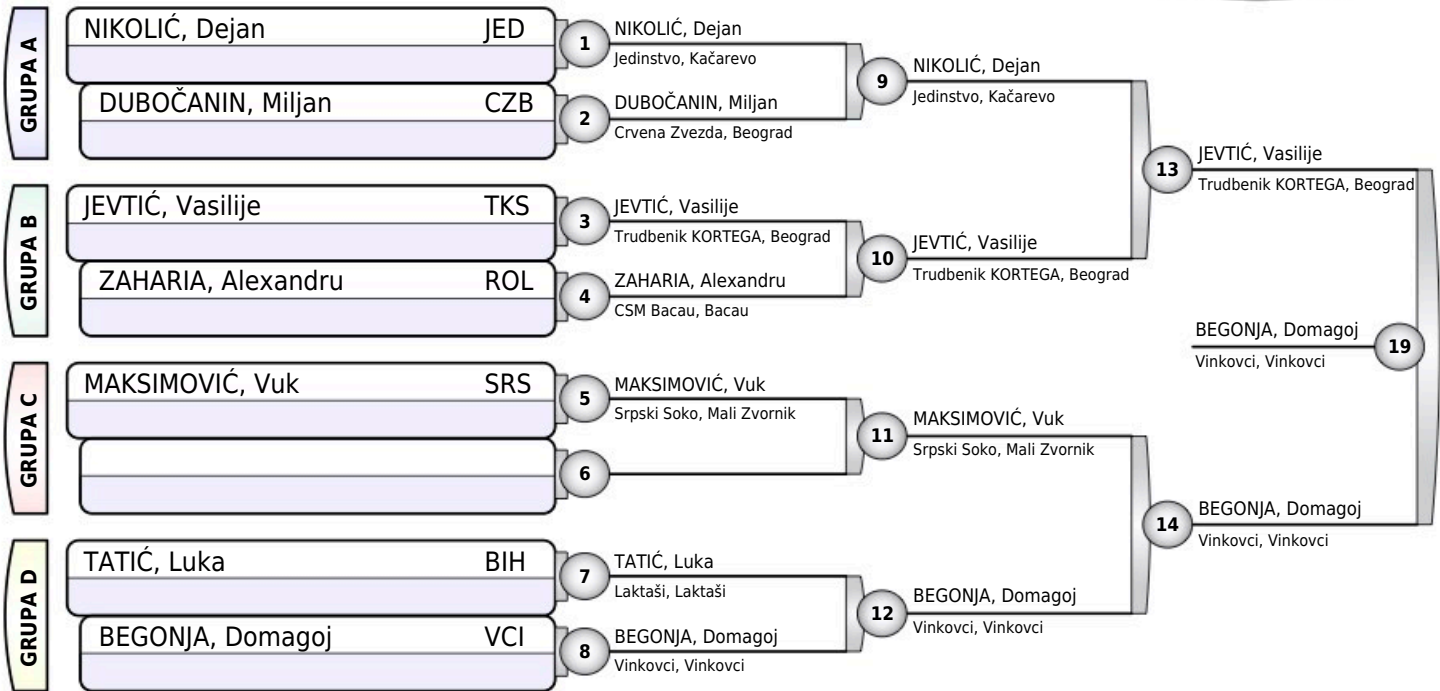 GRUPA A
NIKOLIĆ, Dejan JED
DUBOČANIN, Miljan CZB
GRUPA B
JEVTIĆ, Vasilije TKS
ZAHARIA, Alexandru ROL
GRUPA C
MAKSIMOVIĆ, Vuk SRS
GRUPA D
TATIĆ, Luka BIH
BEGONJA, Domagoj VCI
1 NIKOLIĆ, Dejan
Jedinstvo, Kačarevo
2 DUBOČANIN, Miljan
Crvena Zvezda, Beograd
3 JEVTIĆ, Vasilije
Trudbenik KORTEGA, Beograd
4 ZAHARIA, Alexandru
CSM Bacau, Bacau
5 MAKSIMOVIĆ, Vuk
Srpski Soko, Mali Zvornik
6
7 TATIĆ, Luka
Laktaši, Laktaši
8 BEGONJA, Domagoj
Vinkovci, Vinkovci
9 NIKOLIĆ, Dejan
Jedinstvo, Kačarevo
10 JEVTIĆ, Vasilije
Trudbenik KORTEGA, Beograd
11 MAKSIMOVIĆ, Vuk
Srpski Soko, Mali Zvornik
12 BEGONJA, Domagoj
Vinkovci, Vinkovci
13 JEVTIĆ, Vasilije
Trudbenik KORTEGA, Beograd
14 BEGONJA, Domagoj
Vinkovci, Vinkovci
BEGONJA, Domagoj 19
Vinkovci, Vinkovci